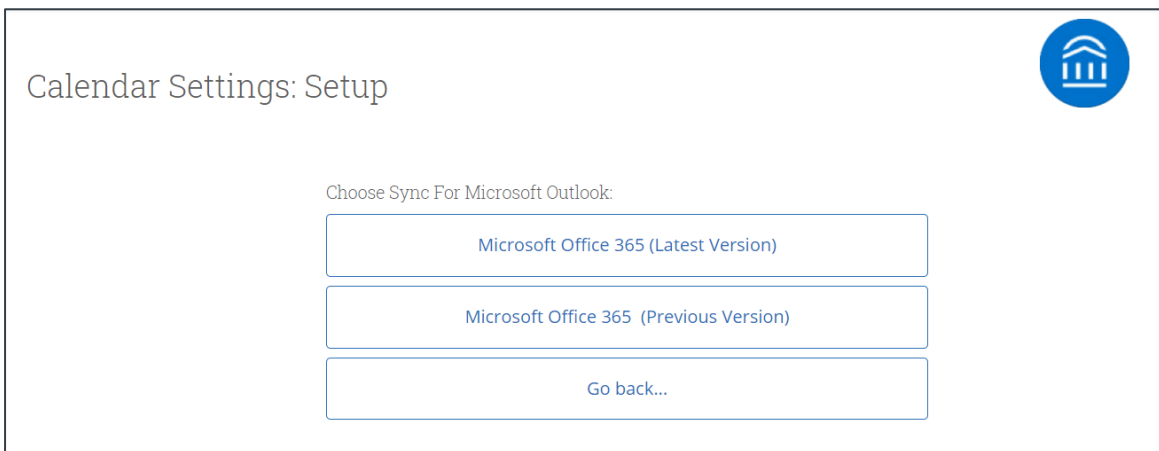 Calendar Settings: Setup
Choose Sync For Microsoft Outlook:
Microsoft Office 365 (Latest Version)
Microsoft Office 365  (Previous Version)
Go back...